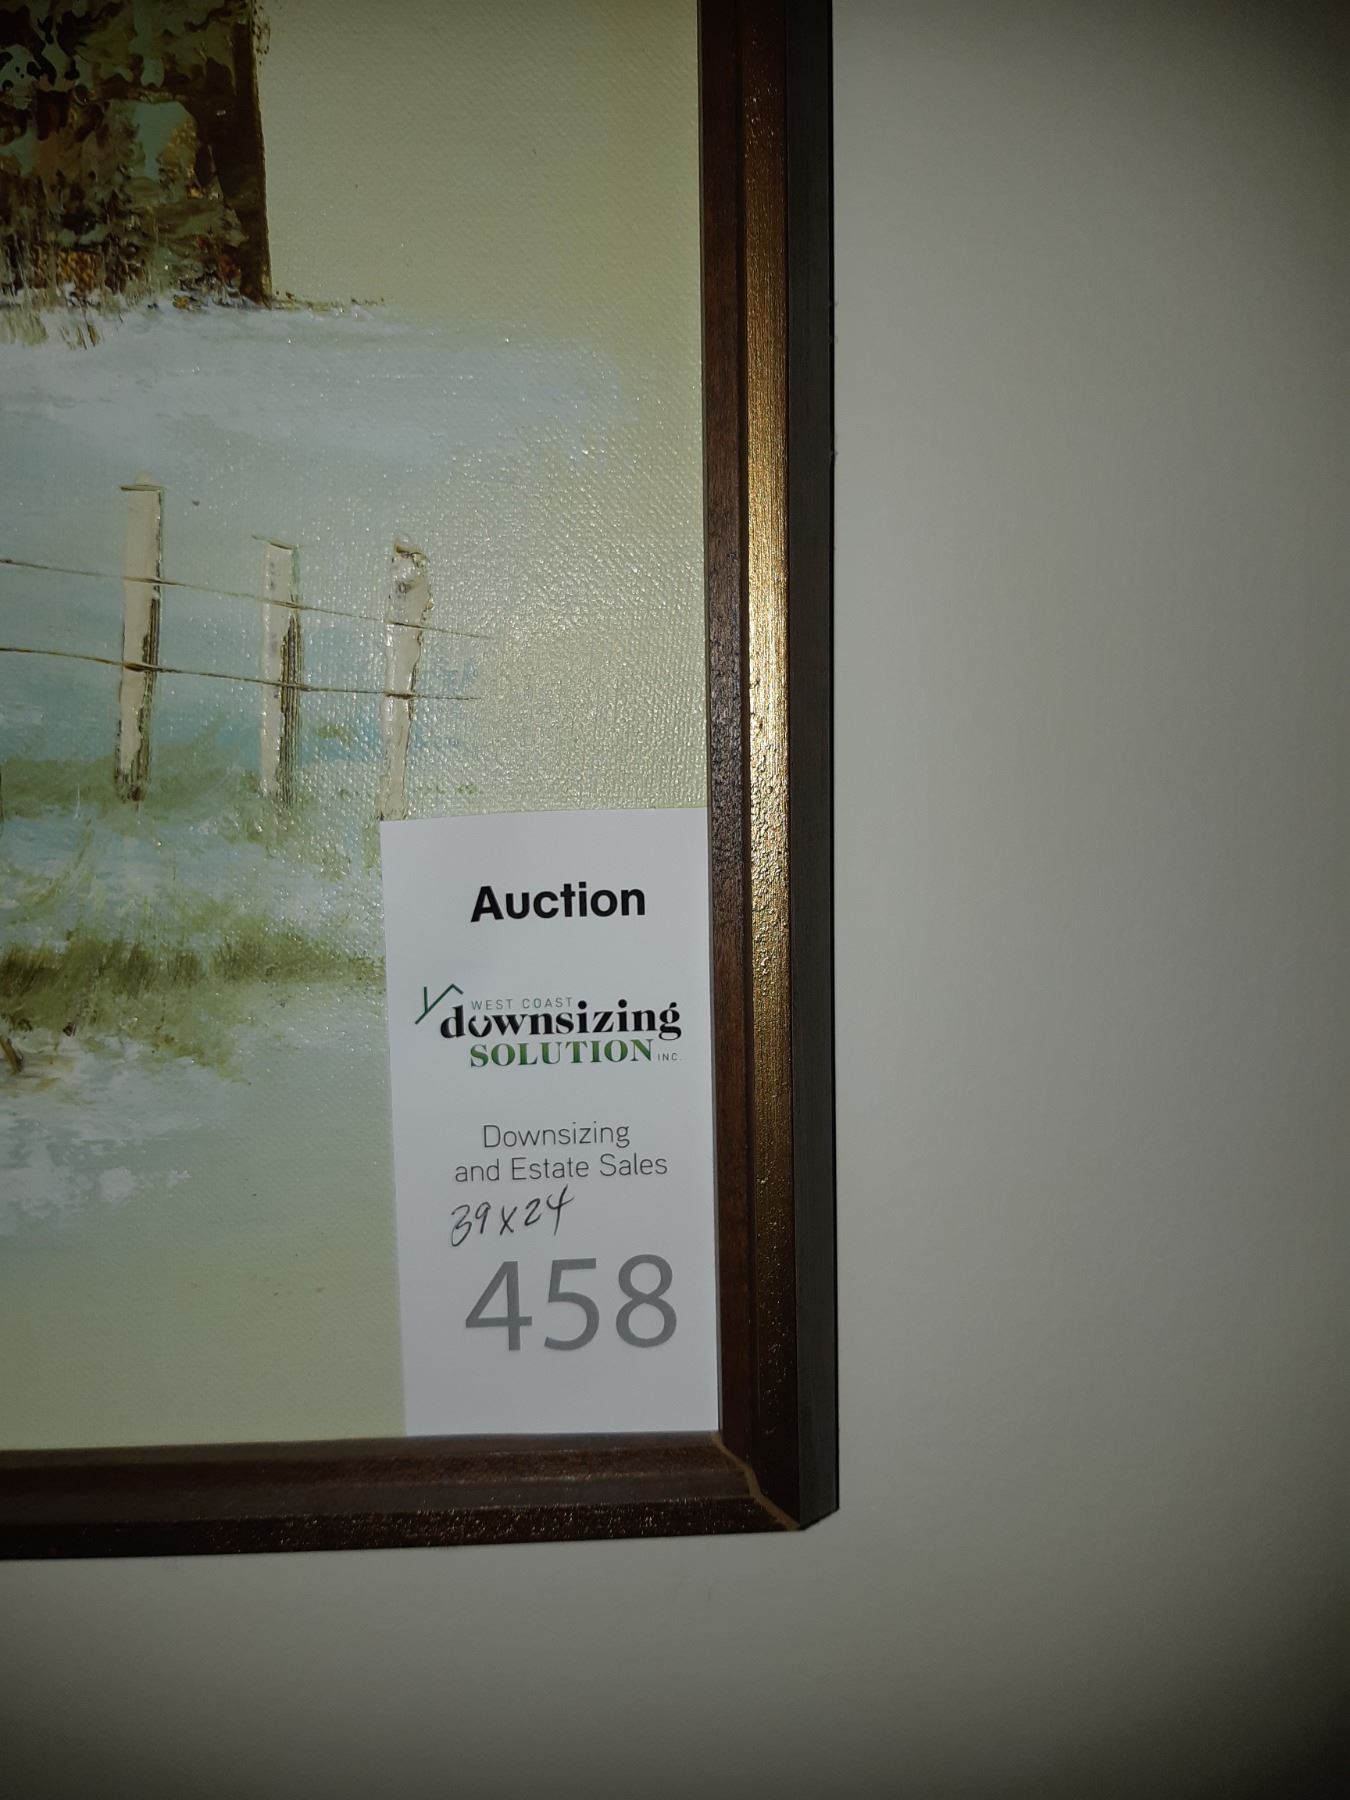 Auction
WEST COAST
downsizing
SOLUTION INC.
Downsizing
and Estate Sales
39x24
458